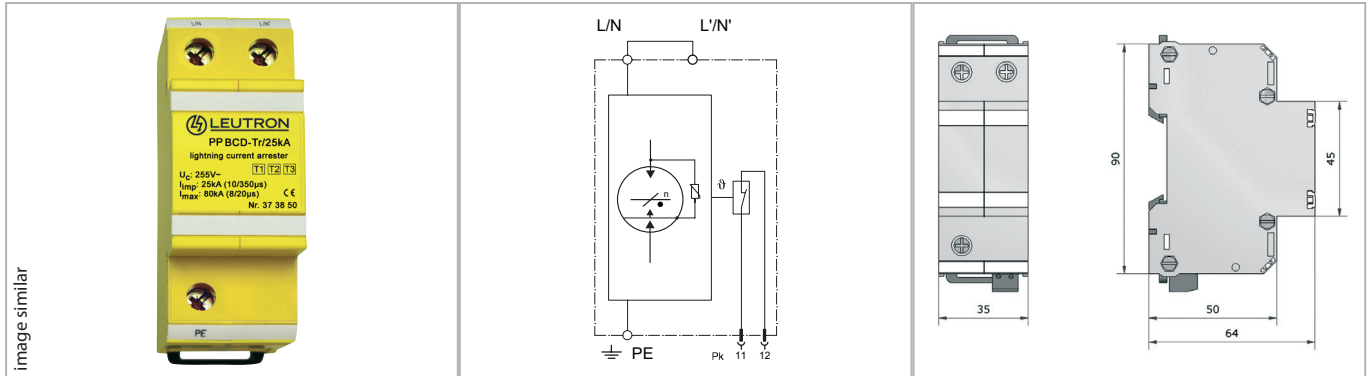 image similar
L/N L/N'
LEUTRON
PP BCD-Tr/25kA
lightning current arrester
T1 T2 T3
UC: 255V~
Iimp: 25kA (10/350µs)
Imax: 80kA (8/20µs) CE
Nr. 37 38 50
PE
L/N L'/N'
n
ϑ
PE Pk 11 12
90
45
35
50
64